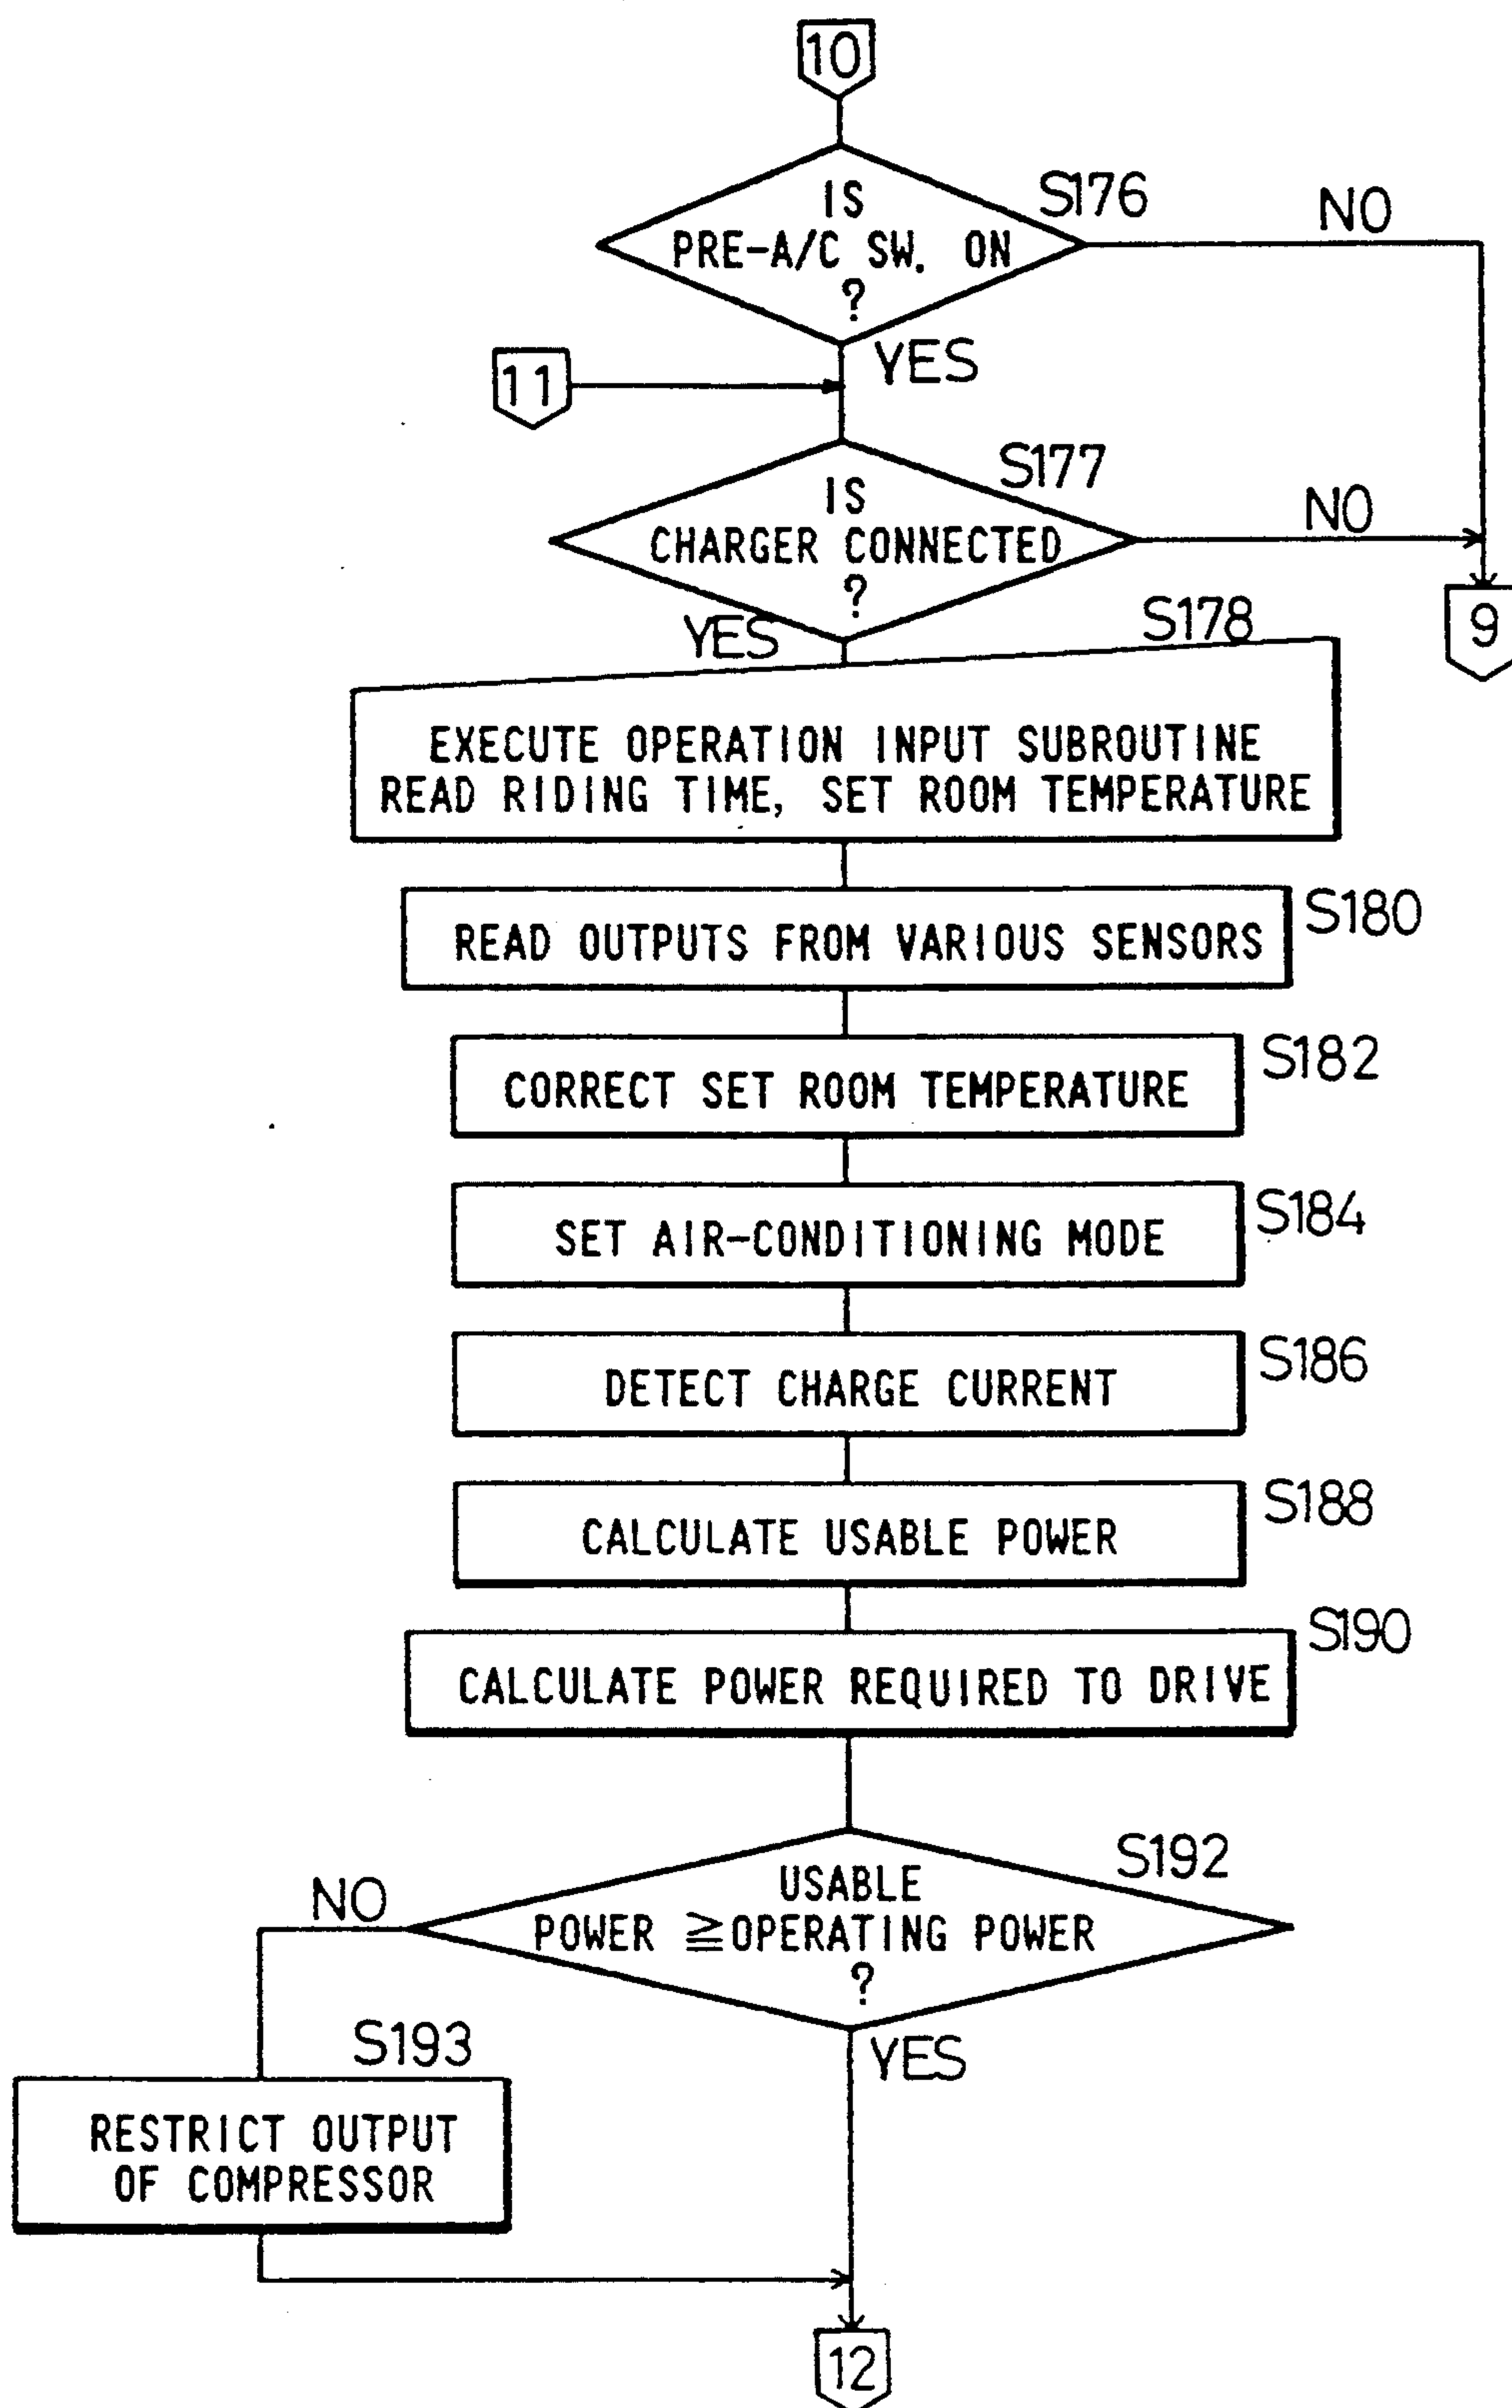 10
IS
PRE-A/C SW. ON
?
S176
NO
YES
11
IS
CHARGER CONNECTED
?
S177
NO
YES
9
S178
EXECUTE OPERATION INPUT SUBROUTINE
READ RIDING TIME, SET ROOM TEMPERATURE
READ OUTPUTS FROM VARIOUS SENSORS
S180
CORRECT SET ROOM TEMPERATURE
S182
SET AIR-CONDITIONING MODE
S184
DETECT CHARGE CURRENT
S186
CALCULATE USABLE POWER
S188
CALCULATE POWER REQUIRED TO DRIVE
S190
USABLE
POWER ≧OPERATING POWER
?
S192
NO
YES
S193
RESTRICT OUTPUT
OF COMPRESSOR
12